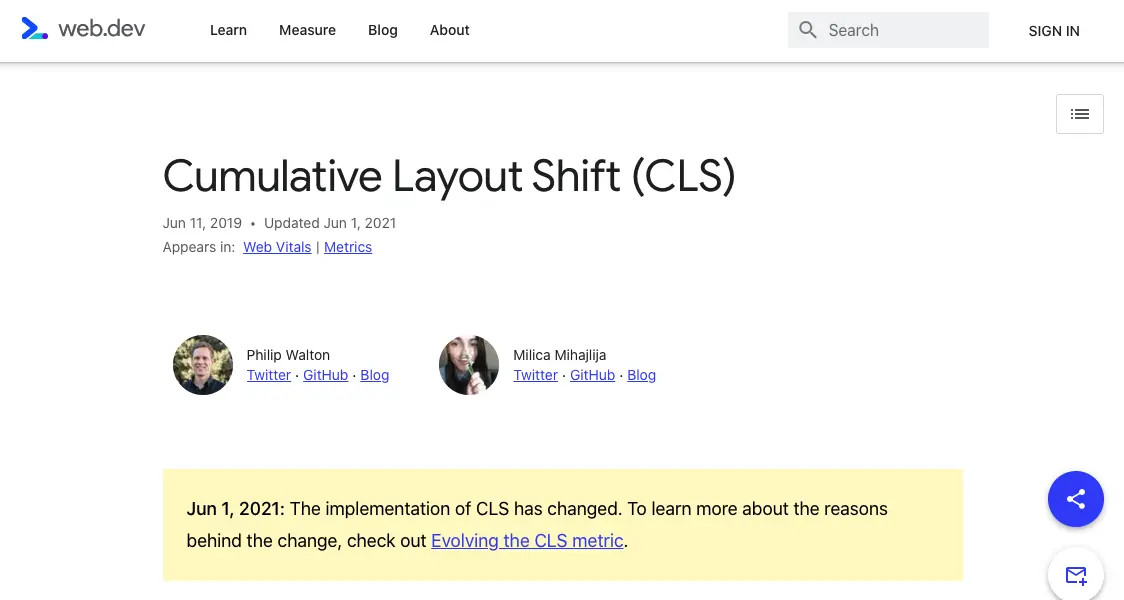 web.dev
Learn Measure Blog About
Search
SIGN IN
Cumulative Layout Shift (CLS)
Jun 11, 2019 • Updated Jun 1, 2021
Appears in: Web Vitals | Metrics
Philip Walton
Twitter · GitHub · Blog
Milica Mihajlija
Twitter · GitHub · Blog
Jun 1, 2021: The implementation of CLS has changed. To learn more about the reasons
behind the change, check out Evolving the CLS metric.